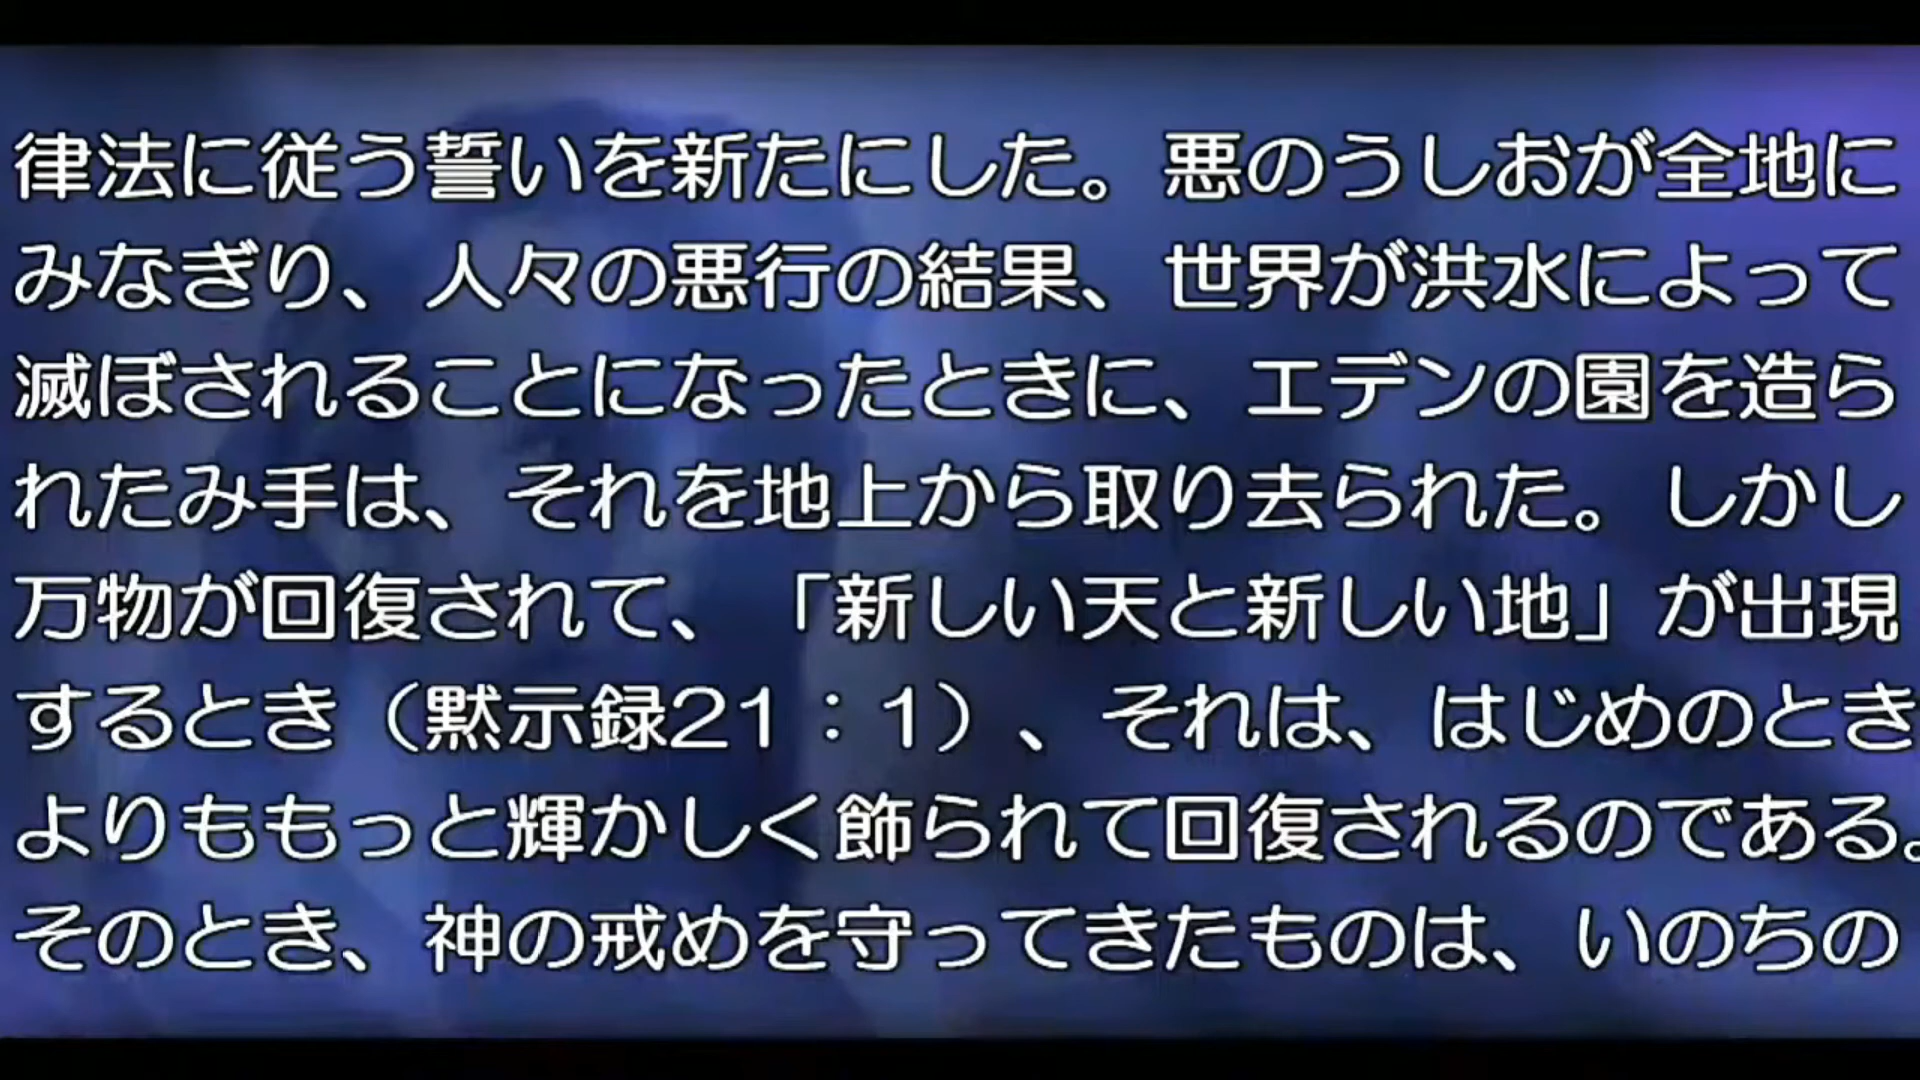 律法に従う誓いを新たにした。悪のうしおが全地に
みなぎり、人々の悪行の結果、世界が洪水によって
滅ぼされることになったときに、エデンの園を造ら
れたみ手は、それを地上から取り去られた。しかし
万物が回復されて、「新しい天と新しい地」が出現
するとき（黙示録21：1）、それは、はじめのとき
よりももっと輝かしく飾られて回復されるのである。
そのとき、神の戒めを守ってきたものは、いのちの